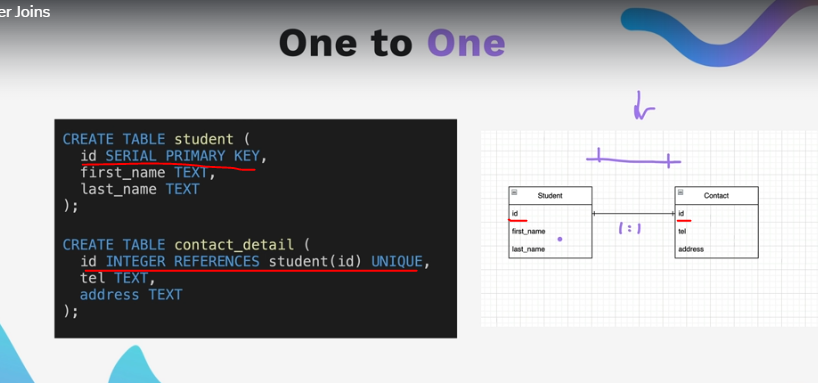 er Joins
One to One
CREATE TABLE student (
id SERIAL PRIMARY KEY,
first_name TEXT,
last_name TEXT
);
CREATE TABLE contact_detail (
id INTEGER REFERENCES student(id) UNIQUE,
tel TEXT,
address TEXT
);
Student
id
first_name
last_name
1:1
Contact
id
tel
address